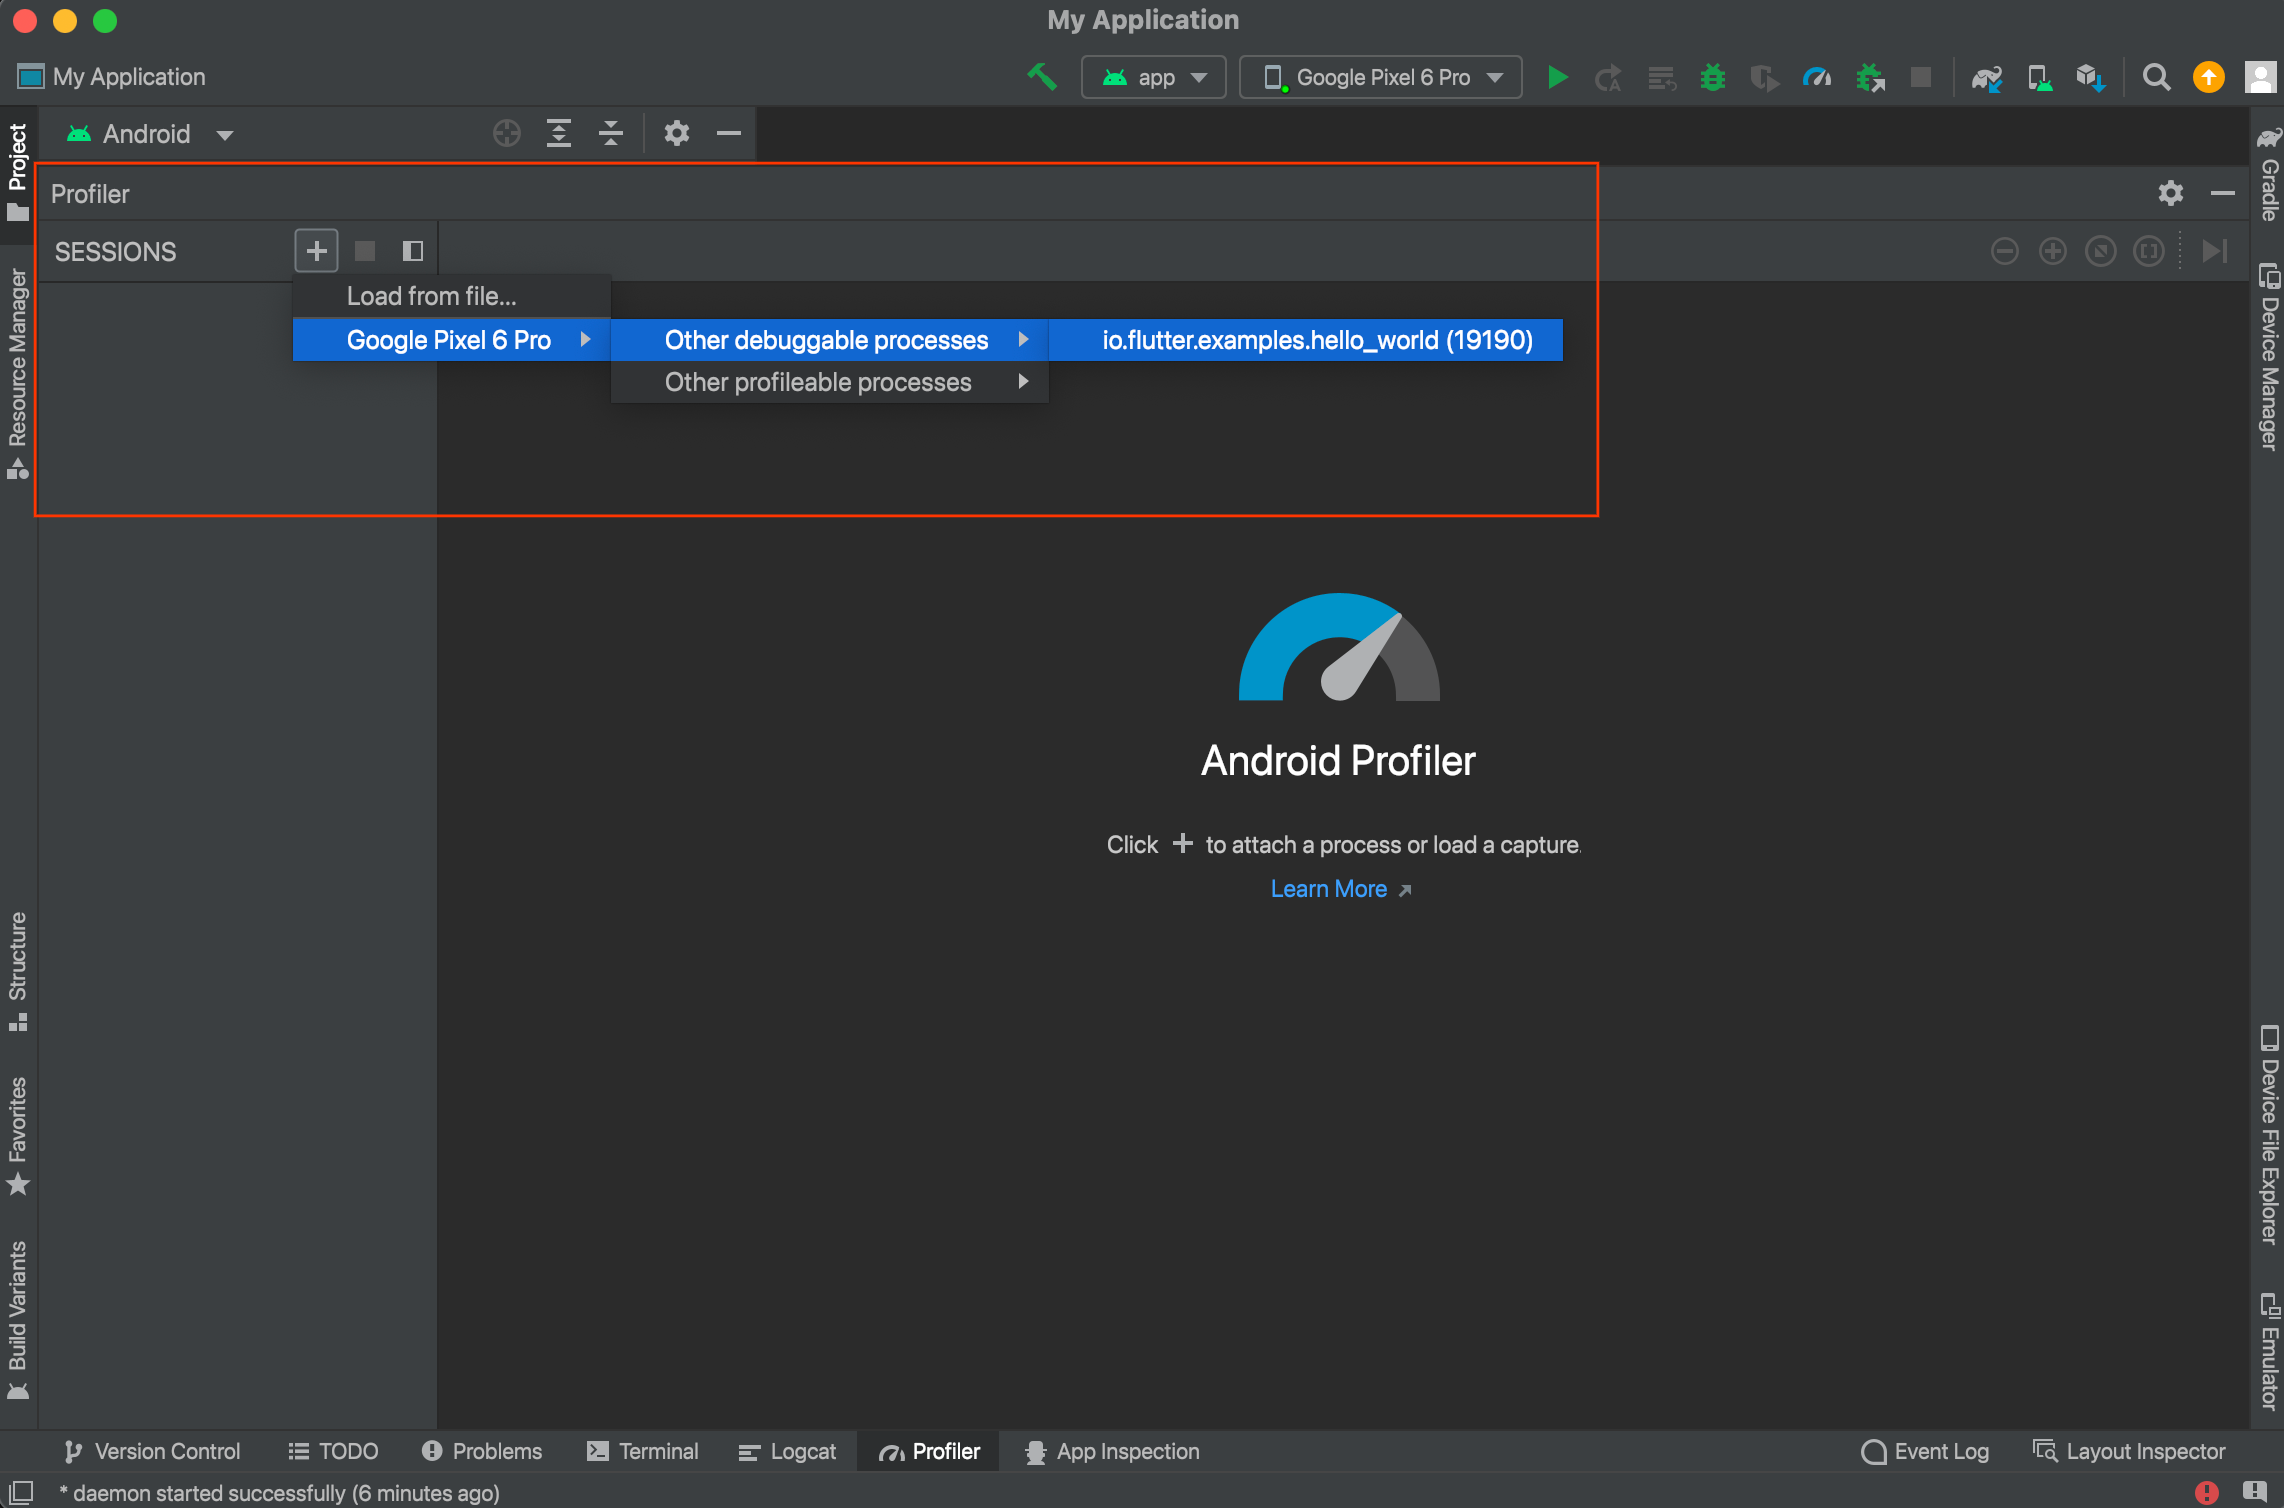 My Application
My Application
app
Google Pixel 6 Pro
Android
Project
Resource Manager
Structure
Favorites
Build Variants
Profiler
SESSIONS
Load from file...
Google Pixel 6 Pro
Other debuggable processes
io.flutter.examples.hello_world (19190)
Other profileable processes
Android Profiler
Click + to attach a process or load a capture.
Learn More
Gradle
Device Manager
Device File Explorer
Emulator
Version Control
TODO
Problems
Terminal
Logcat
Profiler
App Inspection
Event Log
Layout Inspector
* daemon started successfully (6 minutes ago)